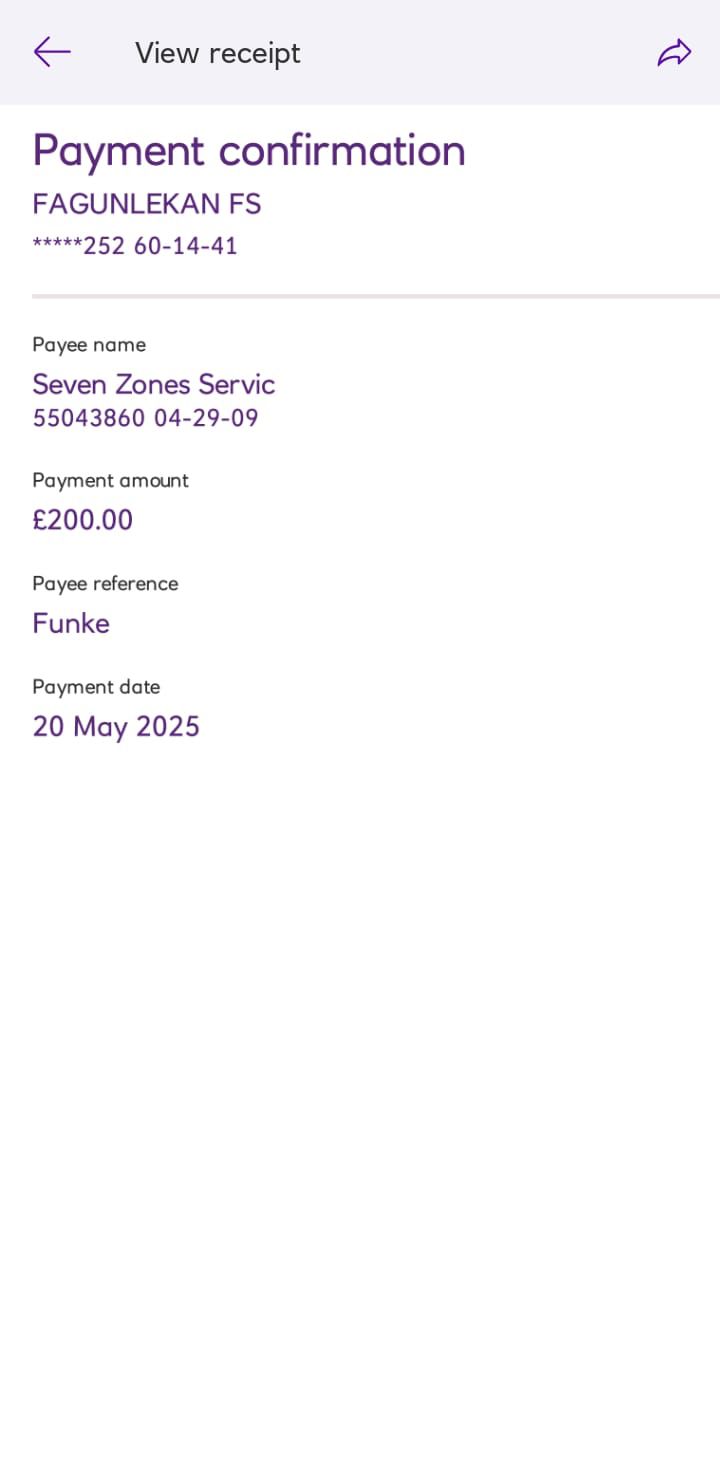 View receipt
Payment confirmation
FAGUNLEKAN FS
*****252 60-14-41
Payee name
Seven Zones Servic
55043860 04-29-09
Payment amount
£200.00
Payee reference
Funke
Payment date
20 May 2025